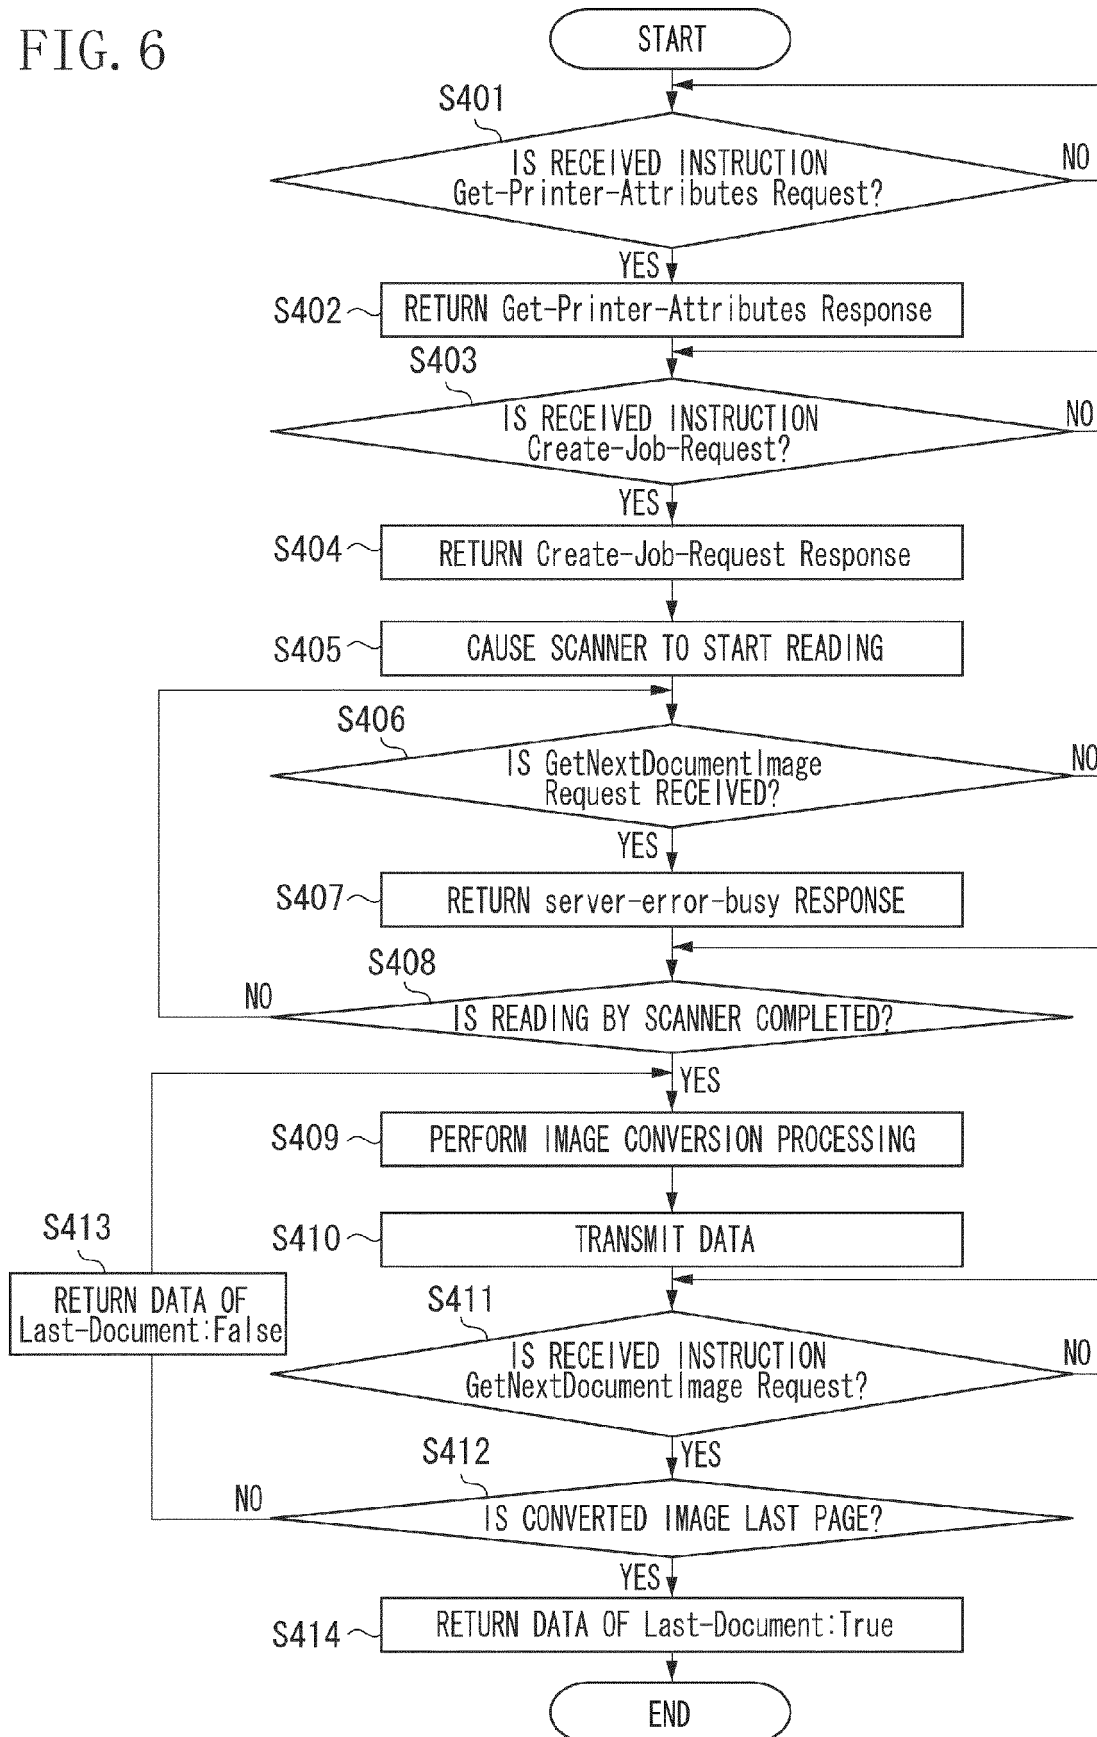 FIG. 6
START
S401
IS RECEIVED INSTRUCTION
Get-Printer-Attributes Request?
NO
YES
S402
RETURN Get-Printer-Attributes Response
S403
IS RECEIVED INSTRUCTION
Create-Job-Request?
NO
YES
S404
RETURN Create-Job-Request Response
S405
CAUSE SCANNER TO START READING
S406
IS GetNextDocumentImage
Request RECEIVED?
NO
YES
S407
RETURN server-error-busy RESPONSE
S408
NO
IS READING BY SCANNER COMPLETED?
YES
S409
PERFORM IMAGE CONVERSION PROCESSING
S413
S410
TRANSMIT DATA
RETURN DATA OF
Last-Document:False
S411
IS RECEIVED INSTRUCTION
GetNextDocumentImage Request?
NO
YES
S412
NO
IS CONVERTED IMAGE LAST PAGE?
YES
S414
RETURN DATA OF Last-Document:True
END